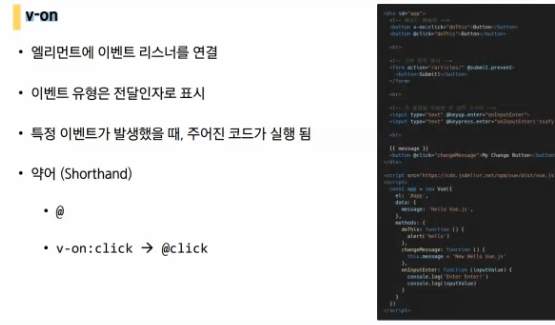 v-on
• 엘리먼트에 이벤트 리스너를 연결
• 이벤트 유형은 전달인자로 표시
• 특정 이벤트가 발생했을 때, 주어진 코드가 실행 됨
• 약어 (Shorthand)
• @
• v-on:click → @click
<div id="app">
<button v-on:click="doThis">Button</button>
<button @click="doThis">Button</button>
<hr>
<form action="/articles/" @submit.prevent>
<button>Submit</button>
</form>
<hr>
<input type="text" @keyup.enter="onInputEnter">
<input type="text" @keypress.enter="onInputEnter('
<hr>
{{ message }}
<button @click="changeMessage">My Change Button</button>
</div>
<script src="https://cdn.jsdelivr.net/npm/vue/dist/vue.js
<script>
const app = new Vue({
el: '#app',
data: {
message: 'Hello Vue.js',
},
methods: {
doThis: function () {
alert('hello')
},
changeMessage: function () {
this.message = 'New Hello Vue.js'
},
onInputEnter: function (inputValue) {
console.log('Enter Enter!')
console.log(inputValue)
}
}
})
</script>